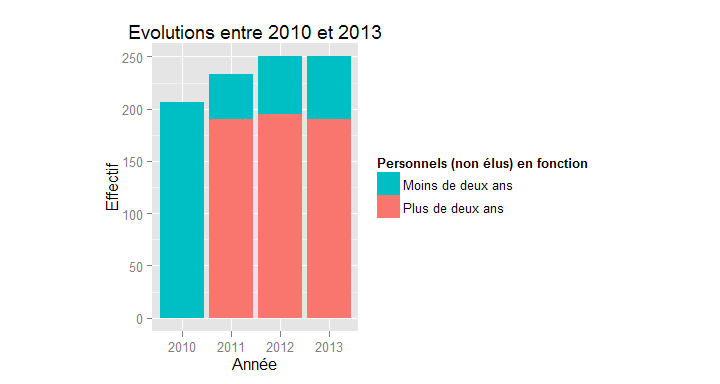 Evolutions entre 2010 et 2013
250
200
150
100
50
0
Effectif
2010 2011 2012 2013
Année
Personnels (non élus) en fonction
Moins de deux ans
Plus de deux ans